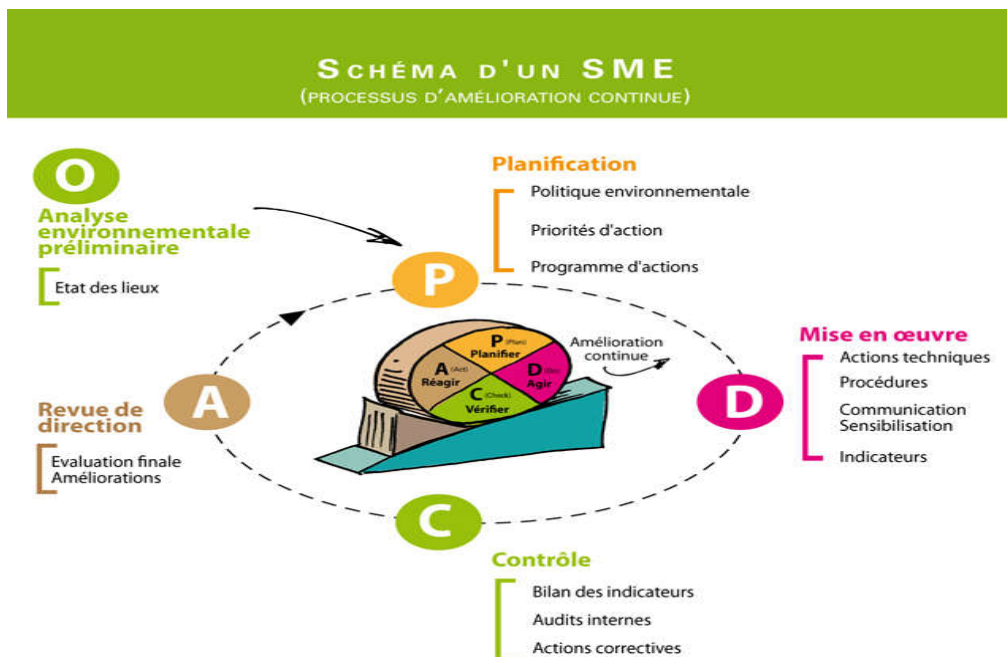 SCHÉMA D'UN SME
(PROCESSUS D'AMÉLIORATION CONTINUE)
O
Analyse
environnementale
préliminaire
Etat des lieux
P
Planification
Politique environnementale
Priorités d'action
Programme d'actions
D
Mise en œuvre
Actions techniques
Procédures
Communication
Sensibilisation
Indicateurs
P (Plan)
Planifier
A (Act)
Réagir
D (Do)
Agir
C (Check)
Vérifier
Amélioration
continue
A
Revue de
direction
Evaluation finale
Améliorations
C
Contrôle
Bilan des indicateurs
Audits internes
Actions correctives